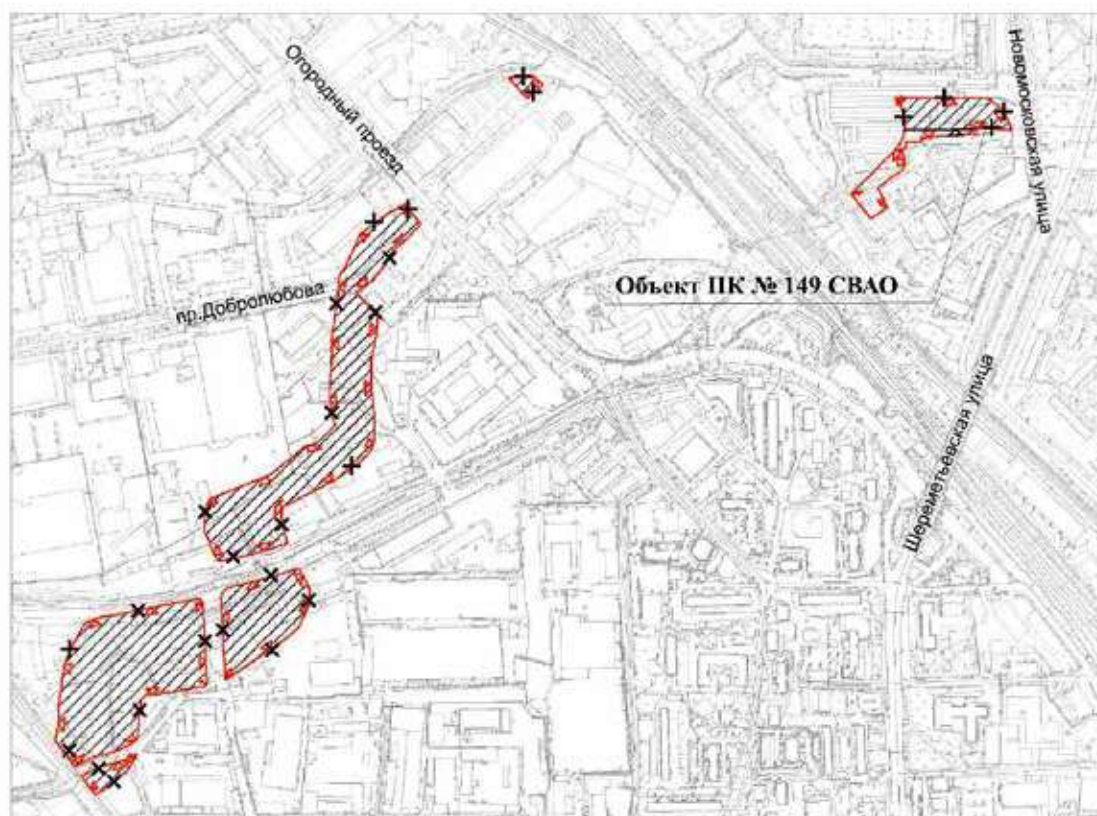 Огородный проезд
Новомосковская улица
пр.Добролюбова
Объект ПК № 149 СВАО
Шереметьевская улица